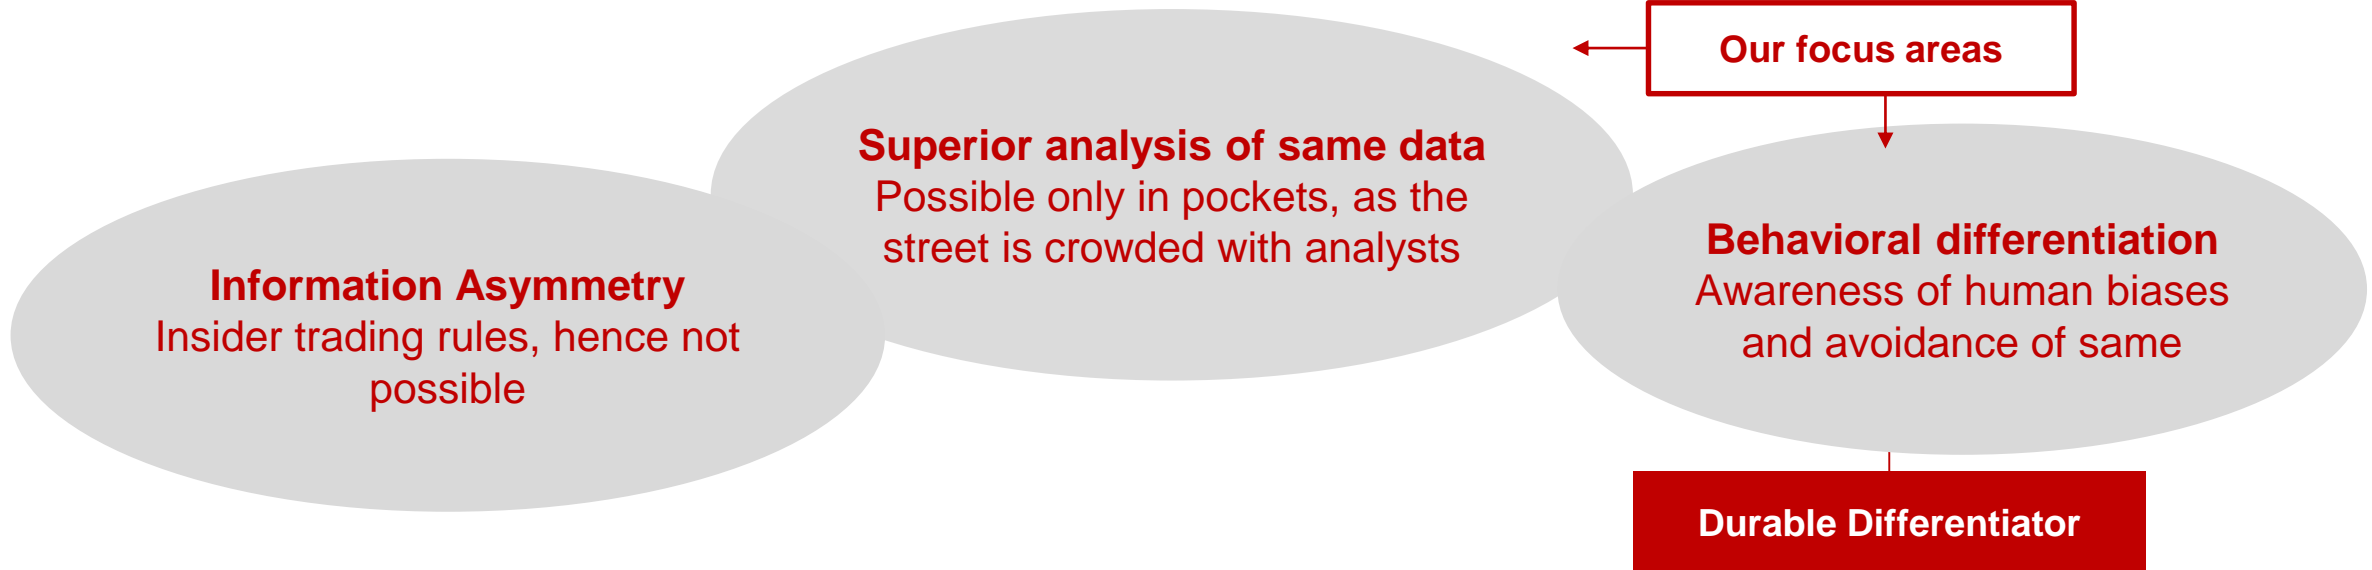 Our focus areas
Superior analysis of same data
Possible only in pockets, as the
street is crowded with analysts
Information Asymmetry
Insider trading rules, hence not
possible
Behavioral differentiation
Awareness of human biases
and avoidance of same
Durable Differentiator